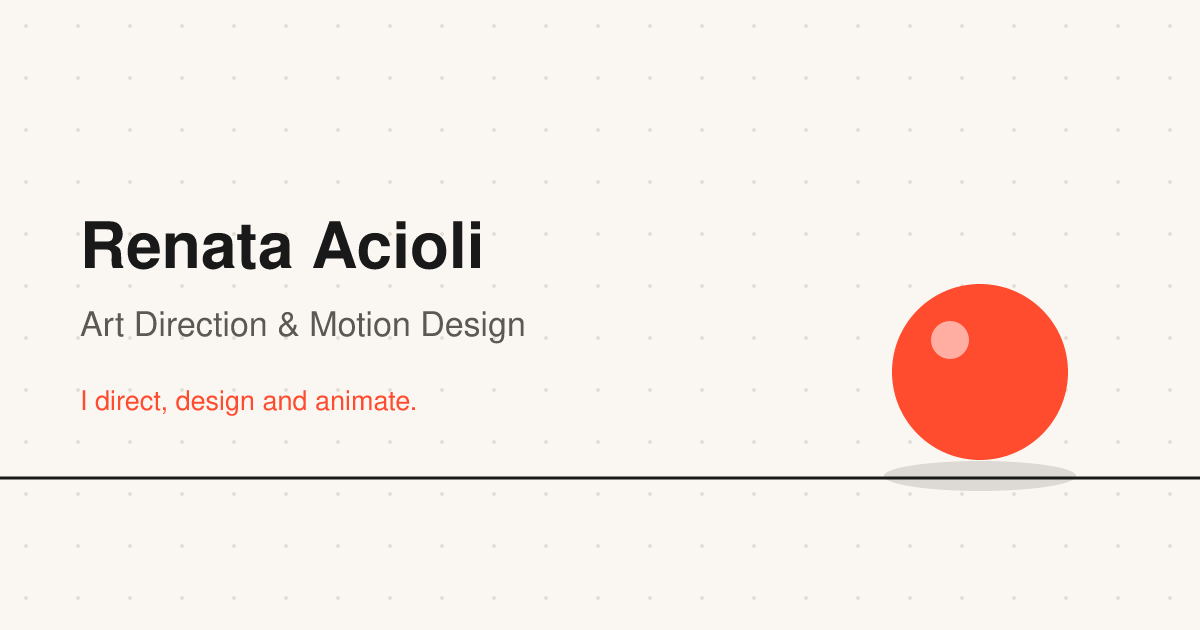 Renata Acioli
Art Direction & Motion Design
I direct, design and animate.